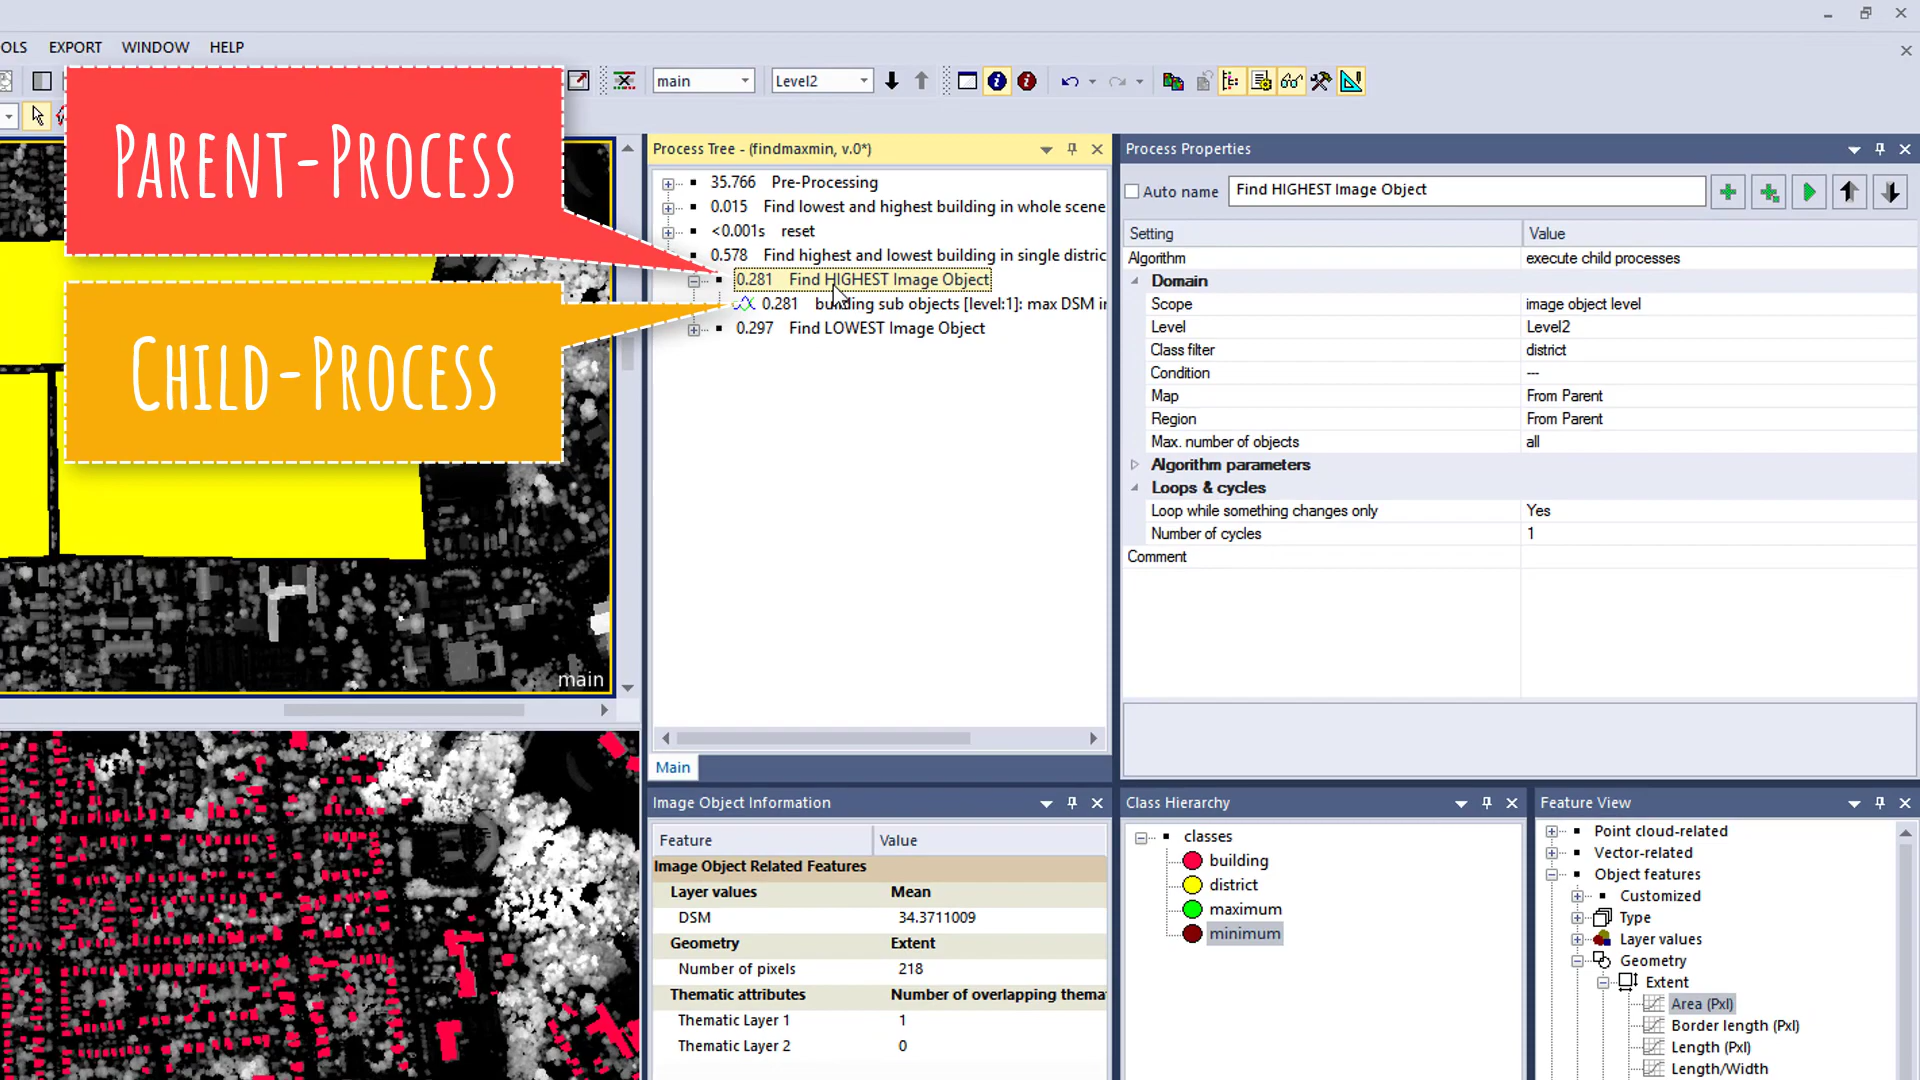 OLS EXPORT WINDOW HELP
main Level2
PARENT-PROCESS
CHILD-PROCESS
main
Process Tree - (findmaxmin, v.0*)
35.766 Pre-Processing
0.015 Find lowest and highest building in whole scene
<0.001s reset
0.578 Find highest and lowest building in single distric
0.281 Find HIGHEST Image Object
0.281 building sub objects [level:1]: max DSM i
0.297 Find LOWEST Image Object
Main
Process Properties
Auto name Find HIGHEST Image Object
Setting Value
Algorithm execute child processes
Domain
Scope image object level
Level Level2
Class filter district
Condition ---
Map From Parent
Region From Parent
Max. number of objects all
Algorithm parameters
Loops & cycles
Loop while something changes only Yes
Number of cycles 1
Comment
Image Object Information
Feature Value
Image Object Related Features
Layer values Mean
DSM 34.3711009
Geometry Extent
Number of pixels 218
Thematic attributes Number of overlapping thema
Thematic Layer 1 1
Thematic Layer 2 0
Class Hierarchy
classes
building
district
maximum
minimum
Feature View
Point cloud-related
Vector-related
Object features
Customized
Type
Layer values
Geometry
Extent
Area (Pxl)
Border length (Pxl)
Length (Pxl)
Length/Width